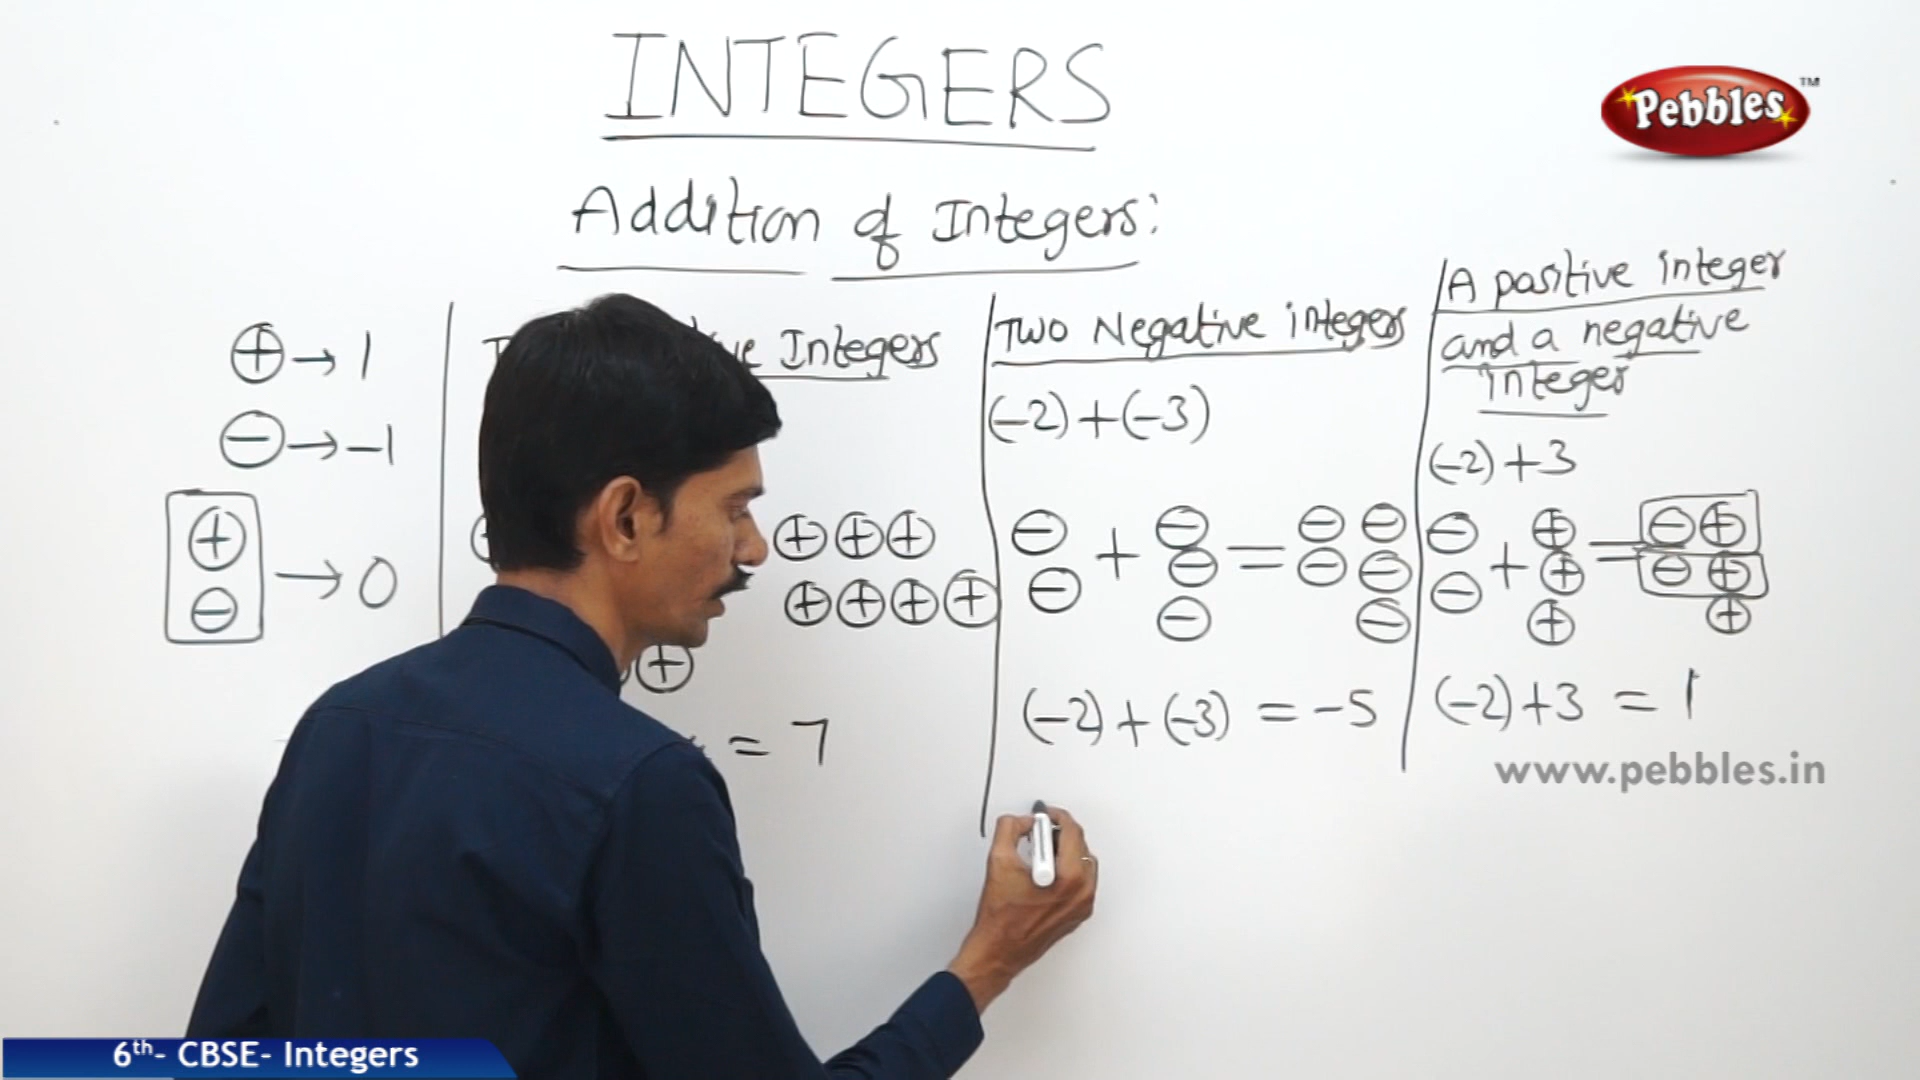 INTEGERS
Pebbles™
Addition of Integers:
⊕ → 1
⊖ → -1
⊕
⊖ → 0
Integers
⊕⊕⊕
⊕⊕⊕⊕
⊕
= 7
Two Negative integers
(-2)+(-3)
⊖ ⊖ + ⊖ ⊖ ⊖ = ⊖ ⊖ ⊖ ⊖ ⊖
(-2)+(-3) = -5
A positive integer
and a negative
integer
(-2)+3
⊖ ⊖ + ⊕ ⊕ ⊕ = ⊖⊕ ⊖⊕ ⊕
(-2)+3 = 1
www.pebbles.in
6th- CBSE- Integers